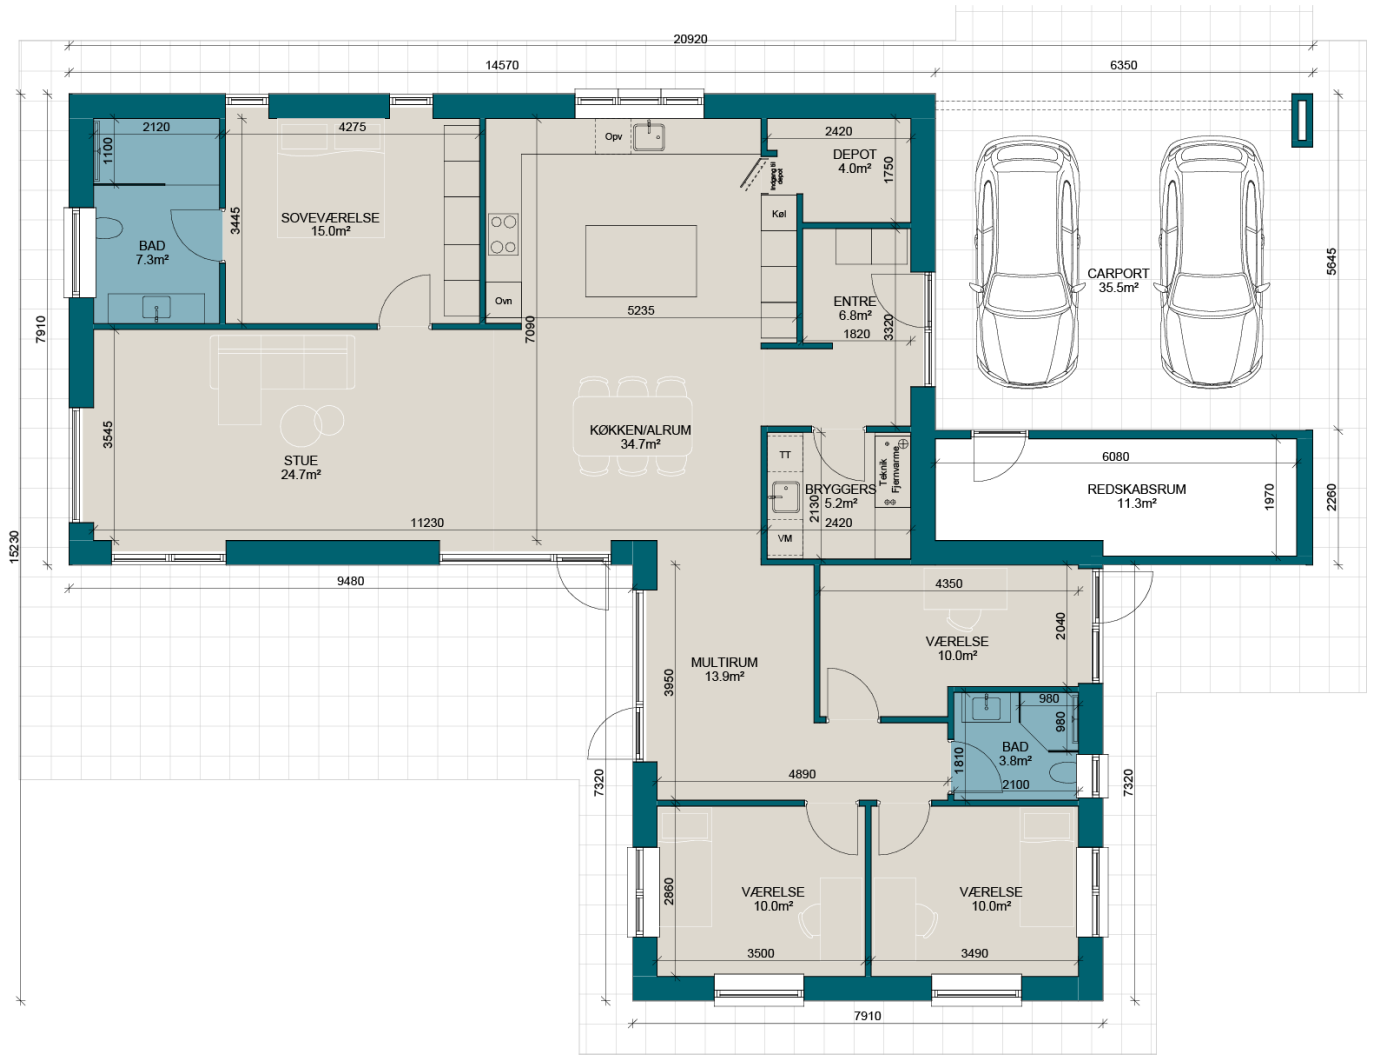 20920
14570
6350
2120
4275
Opv
2420
DEPOT
4.0m²
1750
1100
Indgang til
depot
Køl
3445
SOVEVÆRELSE
15.0m²
BAD
7.3m²
5645
CARPORT
35.5m²
Ovn
5235
ENTRE
6.8m²
3320
1820
7910
7090
3545
STUE
24.7m²
KØKKEN/ALRUM
34.7m²
TT
Teknik
Fjernvarme
BRYGGERS
5.2m²
2130
2420
VM
6080
REDSKABSRUM
11.3m²
1970
2260
11230
15230
9480
4350
2040
VÆRELSE
10.0m²
MULTIRUM
13.9m²
3950
980
980
BAD
3.8m²
1810
2100
4890
7320
7320
2860
VÆRELSE
10.0m²
VÆRELSE
10.0m²
3500
3490
7910